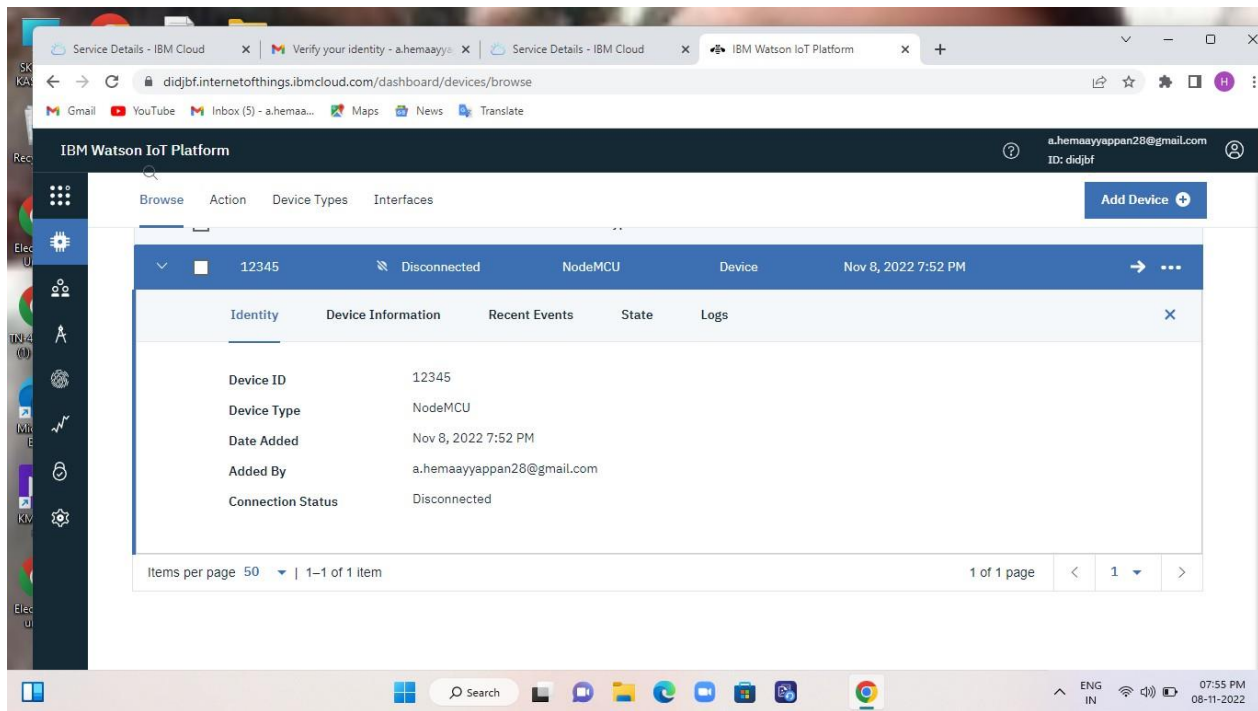 Service Details - IBM Cloud
Verify your identity - a.hemaayya
Service Details - IBM Cloud
IBM Watson IoT Platform
didjbf.internetofthings.ibmcloud.com/dashboard/devices/browse
H
Gmail YouTube Inbox (5) - a.hemaa... Maps News Translate
IBM Watson IoT Platform
a.hemaayyappan28@gmail.com
ID: didjbf
Browse Action Device Types Interfaces
Add Device
12345 Disconnected NodeMCU Device Nov 8, 2022 7:52 PM
Identity Device Information Recent Events State Logs
Device ID 12345
Device Type NodeMCU
Date Added Nov 8, 2022 7:52 PM
Added By a.hemaayyappan28@gmail.com
Connection Status Disconnected
Items per page 50 | 1–1 of 1 item 1 of 1 page 1
Search
ENG
IN
07:55 PM
08-11-2022